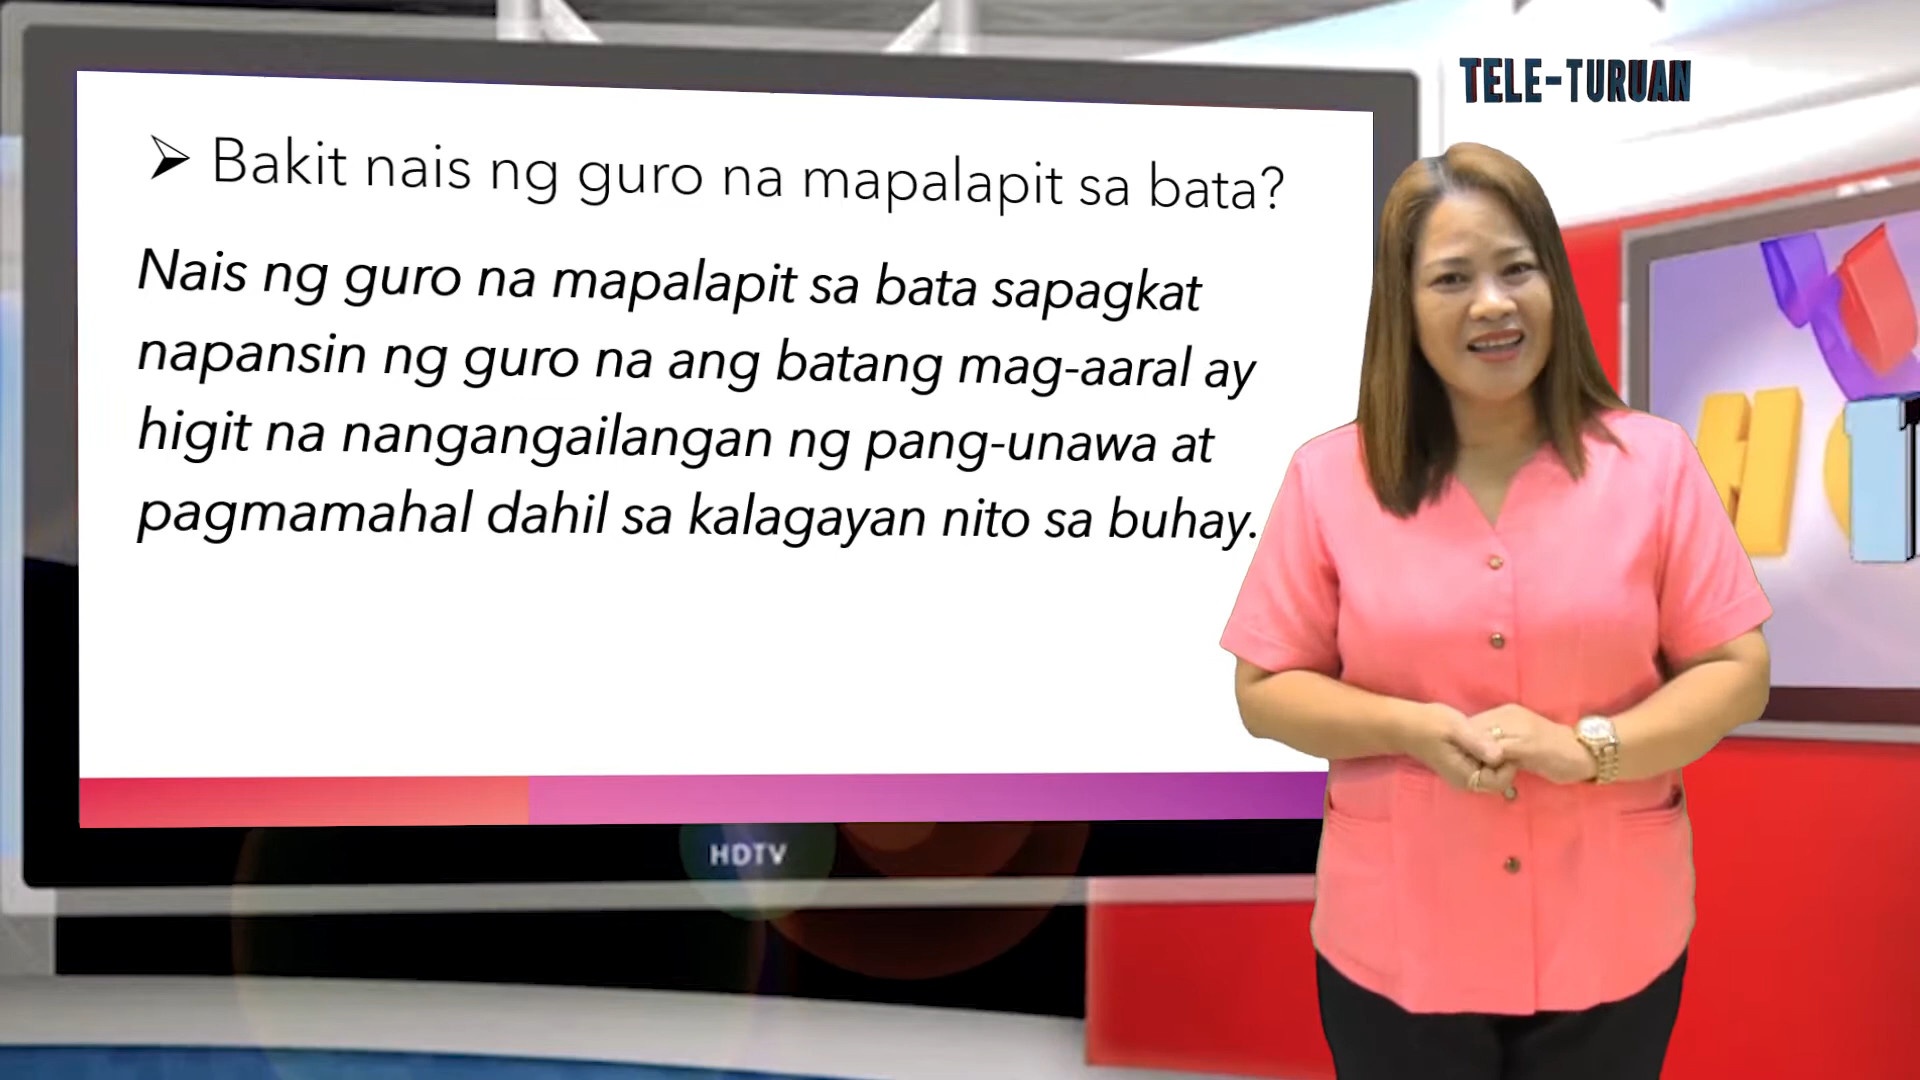 TELE-TURUAN
➢ Bakit nais ng guro na mapalapit sa bata?
Nais ng guro na mapalapit sa bata sapagkat
napansin ng guro na ang batang mag-aaral ay
higit na nangangailangan ng pang-unawa at
pagmamahal dahil sa kalagayan nito sa buhay.
HDTV